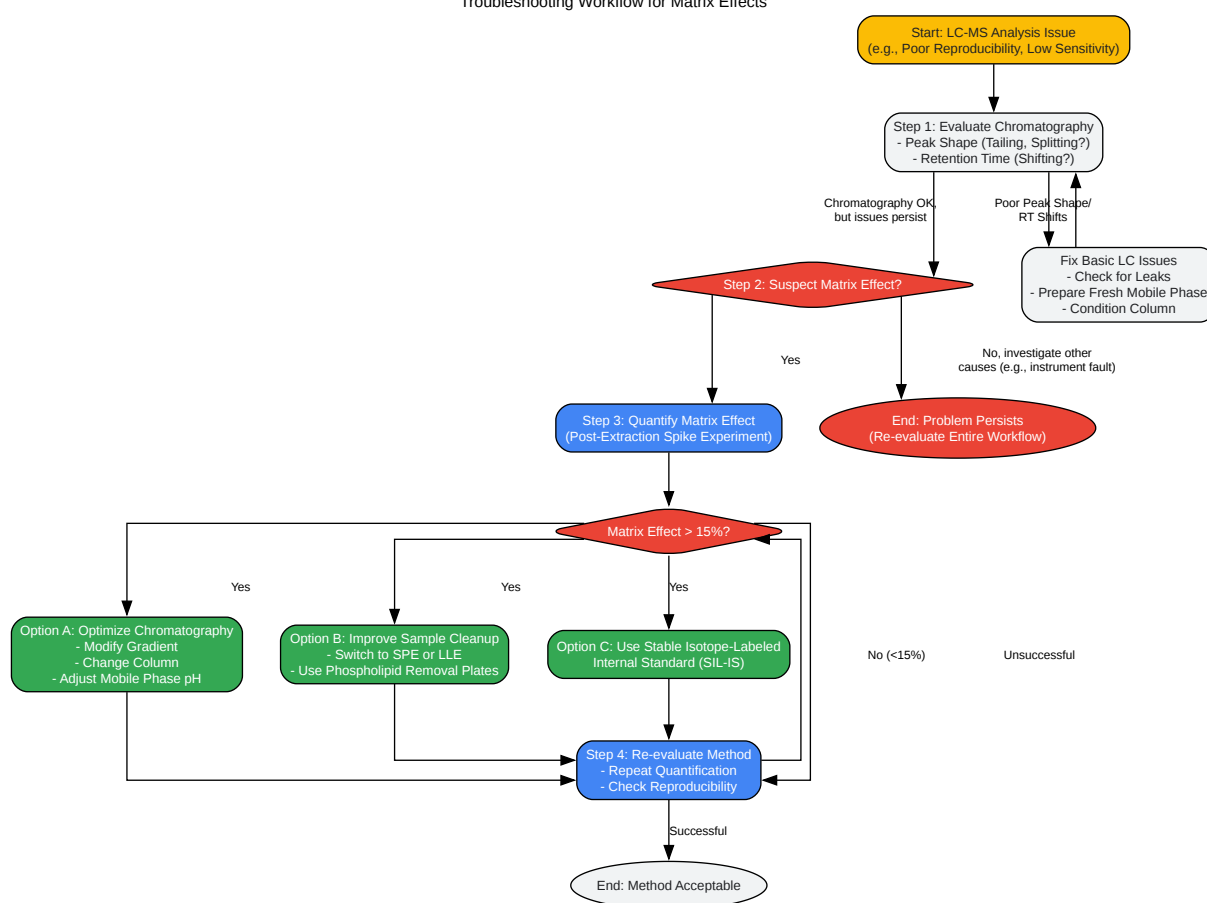 Troubleshooting Workflow for Matrix Effects
Start: LC-MS Analysis Issue
(e.g., Poor Reproducibility, Low Sensitivity)
Step 1: Evaluate Chromatography
- Peak Shape (Tailing, Splitting?)
- Retention Time (Shifting?)
Chromatography OK,
but issues persist
Poor Peak Shape/
RT Shifts
Fix Basic LC Issues
- Check for Leaks
- Prepare Fresh Mobile Phase
- Condition Column
Step 2: Suspect Matrix Effect?
Yes
No, investigate other
causes (e.g., instrument fault)
Step 3: Quantify Matrix Effect
(Post-Extraction Spike Experiment)
End: Problem Persists
(Re-evaluate Entire Workflow)
Matrix Effect > 15%?
Yes
Yes
Yes
Option A: Optimize Chromatography
- Modify Gradient
- Change Column
- Adjust Mobile Phase pH
Option B: Improve Sample Cleanup
- Switch to SPE or LLE
- Use Phospholipid Removal Plates
Option C: Use Stable Isotope-Labeled
Internal Standard (SIL-IS)
No (<15%)
Unsuccessful
Step 4: Re-evaluate Method
- Repeat Quantification
- Check Reproducibility
Successful
End: Method Acceptable